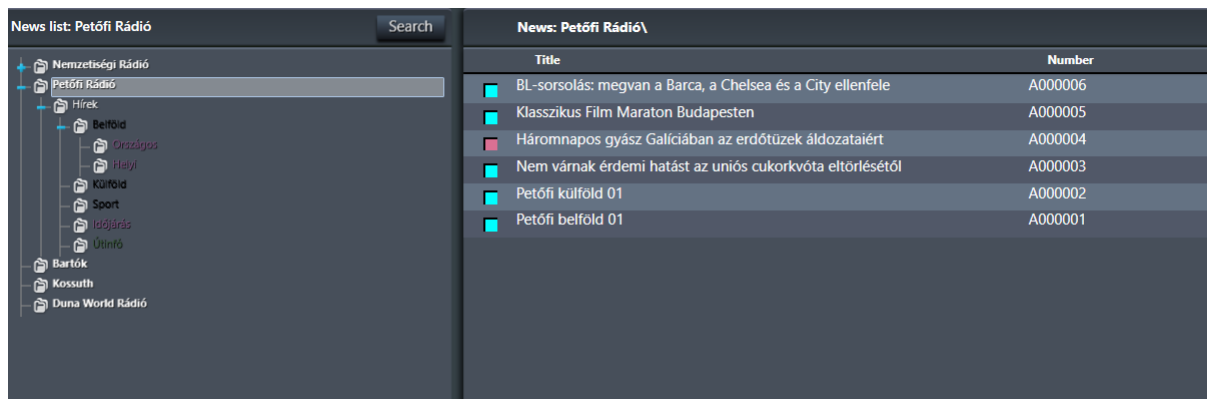 News list: Petőfi Rádió
Search
Nemzetiségi Rádió
Petőfi Rádió
Hírek
Belföld
Országos
Helyi
Külföld
Sport
Időjárás
Útinfó
Bartók
Kossuth
Duna World Rádió
News: Petőfi Rádió\
Title Number
BL-sorsolás: megvan a Barca, a Chelsea és a City ellenfele A000006
Klasszikus Film Maraton Budapesten A000005
Háromnapos gyász Galíciában az erdőtüzek áldozataiért A000004
Nem várnak érdemi hatást az uniós cukorkvóta eltörlésétől A000003
Petőfi külföld 01 A000002
Petőfi belföld 01 A000001